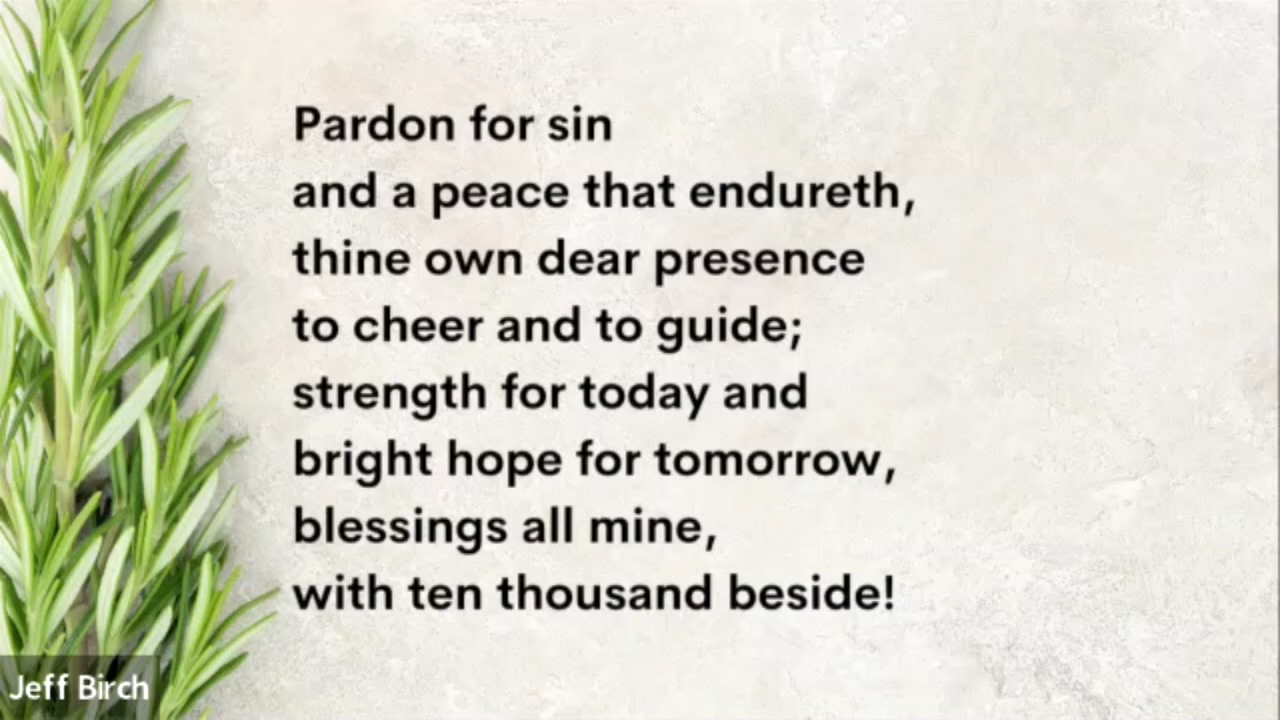 Pardon for sin
and a peace that endureth,
thine own dear presence
to cheer and to guide;
strength for today and
bright hope for tomorrow,
blessings all mine,
with ten thousand beside!
Jeff Birch